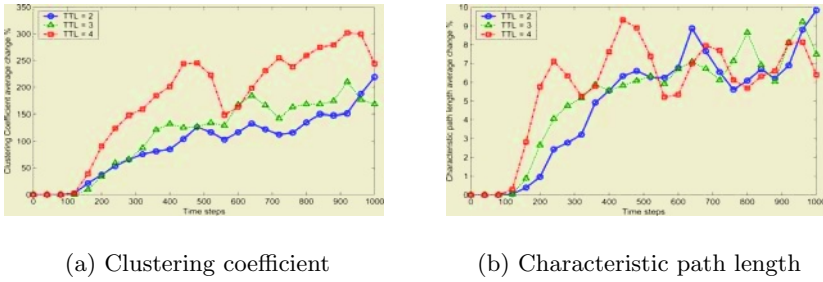 Clustering Coefficient average change %
350
300
250
200
150
100
50
0
TTL = 2
TTL = 3
TTL = 4
0 100 200 300 400 500 600 700 800 900 1000
Time steps
(a) Clustering coefficient
Characteristic path length average change %
10
9
8
7
6
5
4
3
2
1
0
TTL = 2
TTL = 3
TTL = 4
0 100 200 300 400 500 600 700 800 900 1000
Time steps
(b) Characteristic path length